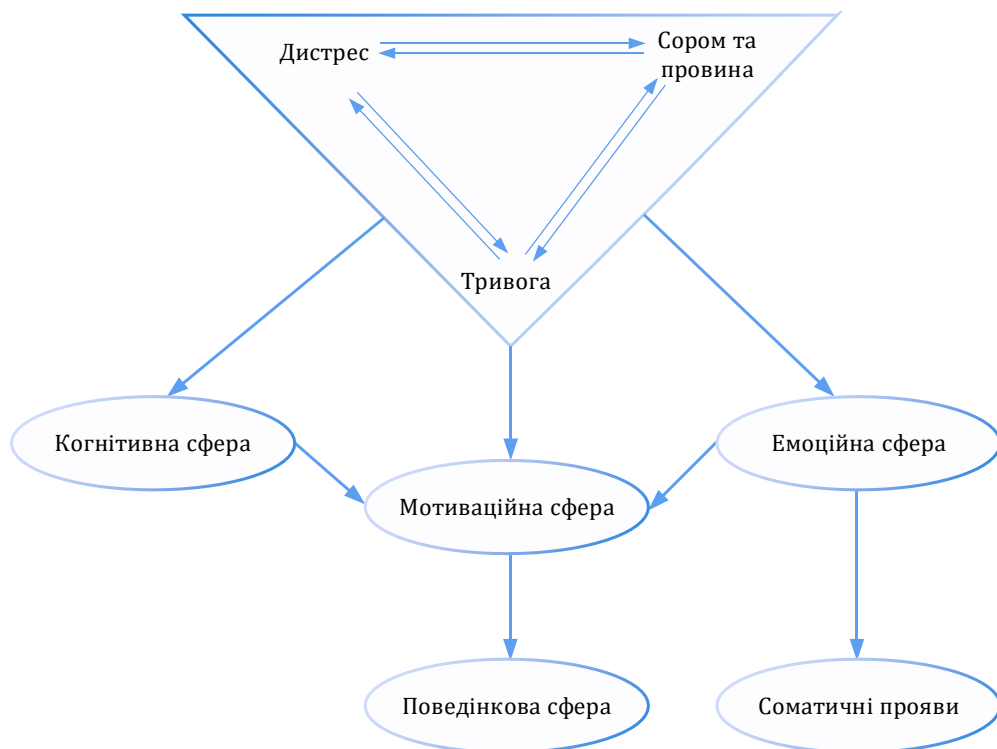 Дистрес
Сором та
провина
Тривога
Когнітивна сфера
Емоційна сфера
Мотиваційна сфера
Поведінкова сфера
Соматичні прояви